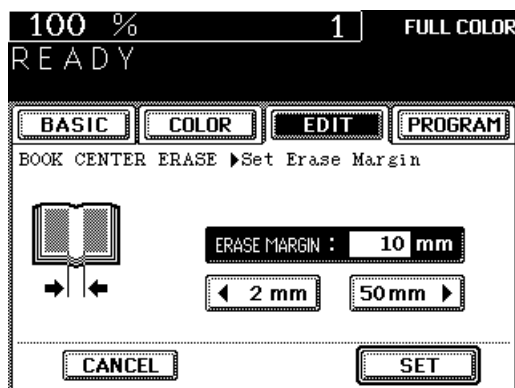 100 % 1 FULL COLOR
READY
BASIC COLOR EDIT PROGRAM
BOOK CENTER ERASE ▶Set Erase Margin
ERASE MARGIN : 10 mm
◀ 2 mm 50 mm ▶
CANCEL SET